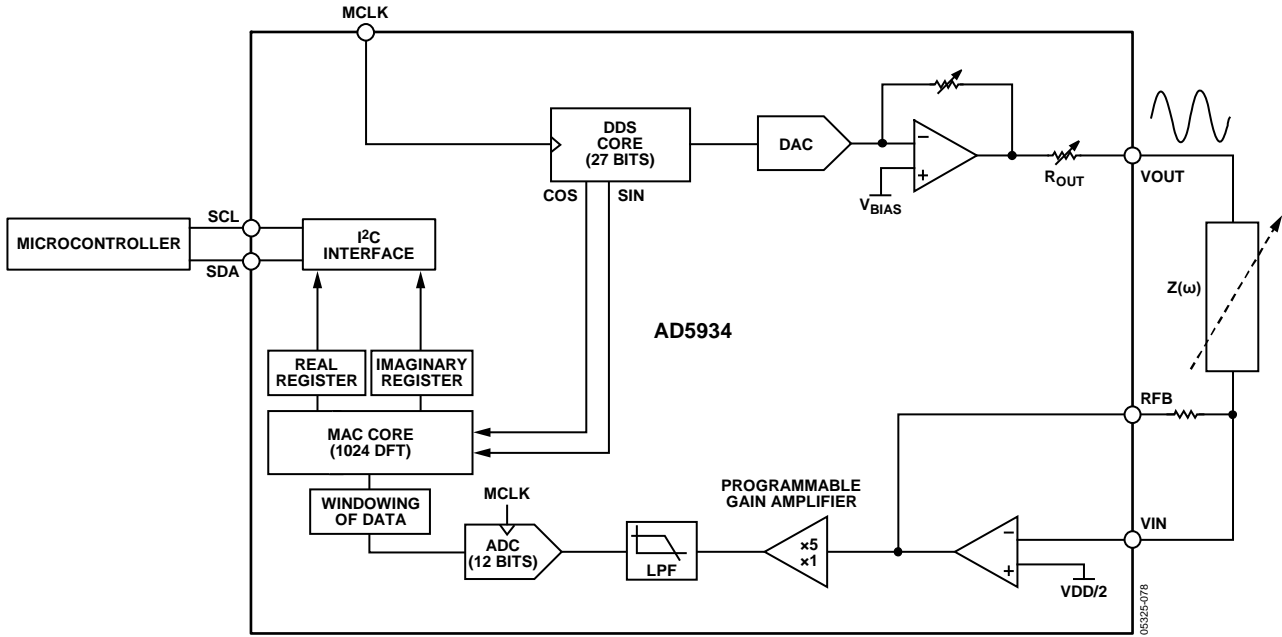 MCLK
DDS
CORE
(27 BITS)
DAC
−
+
VBIAS
ROUT
VOUT
COS
SIN
MICROCONTROLLER
SCL
SDA
I2C
INTERFACE
Z(ω)
AD5934
REAL
REGISTER
IMAGINARY
REGISTER
RFB
MAC CORE
(1024 DFT)
WINDOWING
OF DATA
MCLK
ADC
(12 BITS)
LPF
PROGRAMMABLE
GAIN AMPLIFIER
×5
×1
−
+
VIN
VDD/2
05325-078